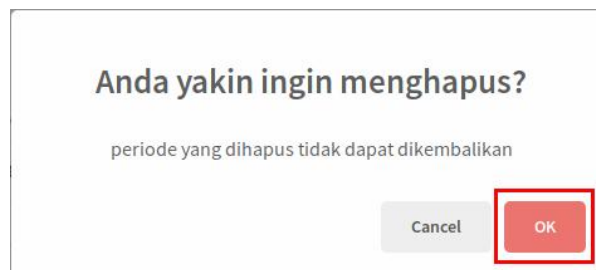 Anda yakin ingin menghapus?
periode yang dihapus tidak dapat dikembalikan
Cancel OK